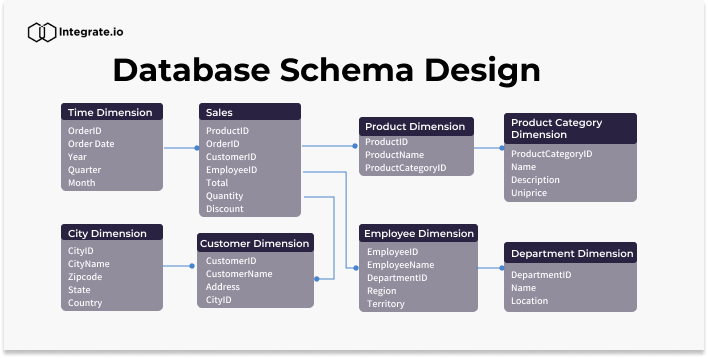 Integrate.io
Database Schema Design
Time Dimension
OrderID
Order Date
Year
Quarter
Month
Sales
ProductID
OrderID
CustomerID
EmployeeID
Total
Quantity
Discount
Product Dimension
ProductID
ProductName
ProductCategoryID
Product Category
Dimension
ProductCategoryID
Name
Description
Uniprice
City Dimension
CityID
CityName
Zipcode
State
Country
Customer Dimension
CustomerID
CustomerName
Address
CityID
Employee Dimension
EmployeeID
EmployeeName
DepartmentID
Region
Territory
Department Dimension
DepartmentID
Name
Location